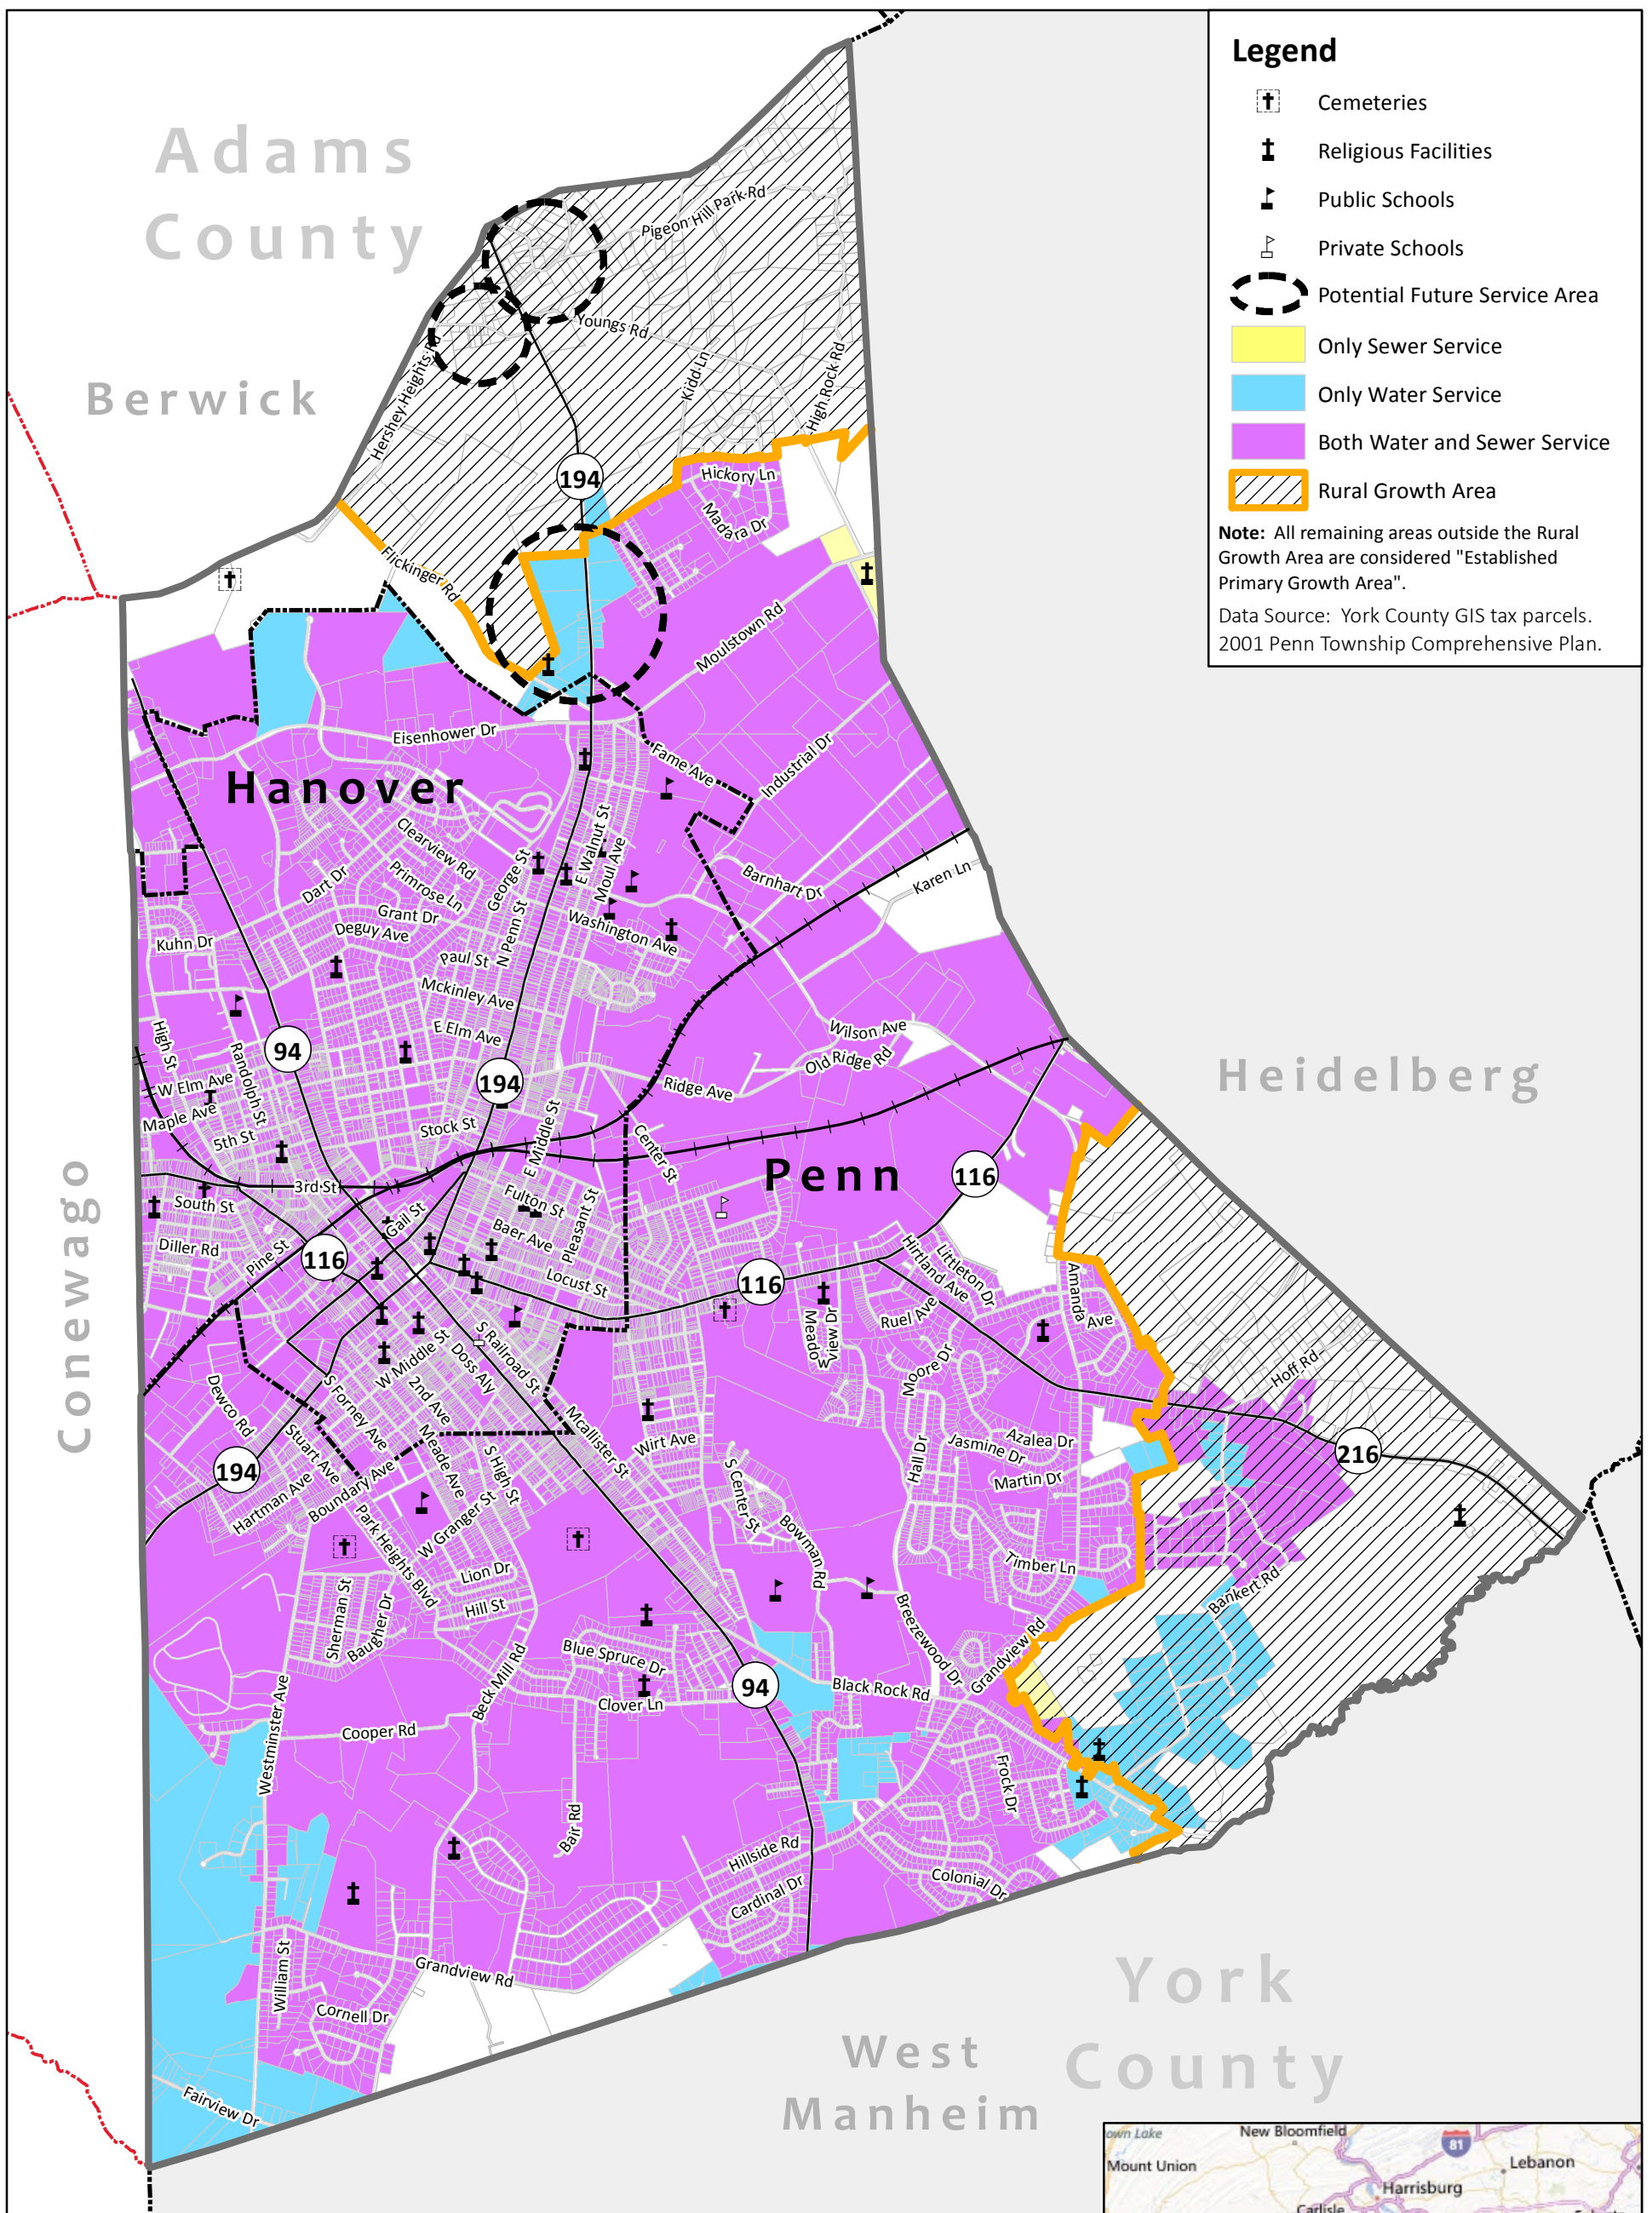 Adams
County
Berwick
Legend
Cemeteries
Religious Facilities
Public Schools
Private Schools
Potential Future Service Area
Only Sewer Service
Only Water Service
Both Water and Sewer Service
Rural Growth Area
Note: All remaining areas outside the Rural
Growth Area are considered "Established
Primary Growth Area".
Data Source: York County GIS tax parcels.
2001 Penn Township Comprehensive Plan.
Pigeon Hill Park Rd
Youngs Rd
Hershey Heights Rd
Kidd Ln
High Rock Rd
194
Hickory Ln
Madara Dr
Flickinger Rd
Moulstown Rd
Eisenhower Dr
Hanover
Fame Ave
Industrial Dr
Clearview Rd
E Walnut St
Moul Ave
George St
Primrose Ln
Dart Dr
Grant Dr
Deguy Ave
Barnhart Dr
Karen Ln
Washington Ave
N Penn St
Kuhn Dr
Paul St
Mckinley Ave
High St
94
Randolph St
E Elm Ave
Wilson Ave
Old Ridge Rd
W Elm Ave
194
Ridge Ave
Maple Ave
5th St
Stock St
E Middle St
Center St
Heidelberg
Penn
116
3rd St
South St
Fulton St
Pleasant St
Gail St
Baer Ave
Diller Rd
Pine St
116
Locust St
116
Hirtland Ave
Littleton Dr
Amanda
Ave
Ruel Ave
Meadow
view Dr
Conewago
S Railroad St
W Middle St
Doss Aly
2nd Ave
Moore Dr
Hoff Rd
Dewco Rd
S Forney Ave
Mcallister St
Stuart Ave
Meade Ave
S High St
Wirt Ave
Azalea Dr
Jasmine Dr
Hall Dr
Martin Dr
216
194
Hartman Ave
Boundary Ave
S Center St
Park Heights Blvd
W Granger St
Bowman Rd
Lion Dr
Timber Ln
Hill St
Sherman St
Baugher Dr
Bankert Rd
Breezewood Dr
Grandview Rd
Blue Spruce Dr
Beck Mill Rd
Clover Ln
94
Black Rock Rd
Westminster Ave
Cooper Rd
Frock Dr
Bair Rd
Hillside Rd
Cardinal Dr
Colonial Dr
William St
Grandview Rd
Cornell Dr
Fairview Dr
York
County
West
Manheim
own Lake
New Bloomfield
81
Mount Union
Lebanon
Harrisburg
Carlisle